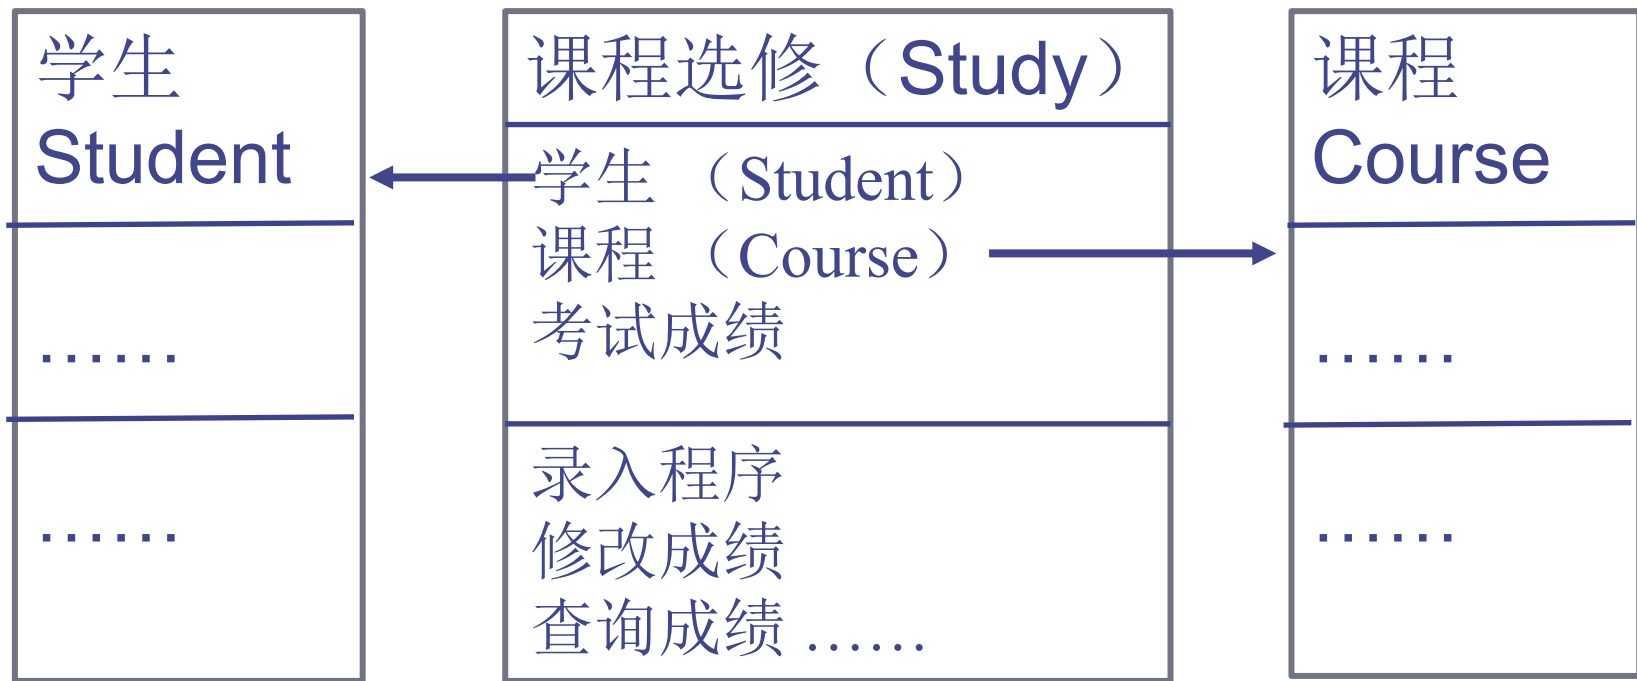 学生
Student
……
……
课程选修（Study）
学生 （Student）
课程 （Course）
考试成绩
录入程序
修改成绩
查询成绩 ……
课程
Course
……
……